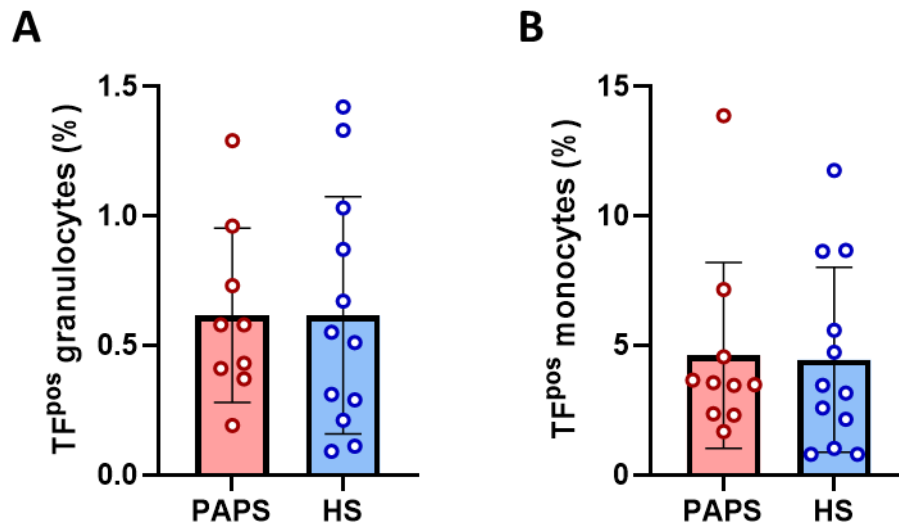 A
TFpos granulocytes (%)
1.5
1.0
0.5
0.0
PAPS HS
B
TFpos monocytes (%)
15
10
5
0
PAPS HS